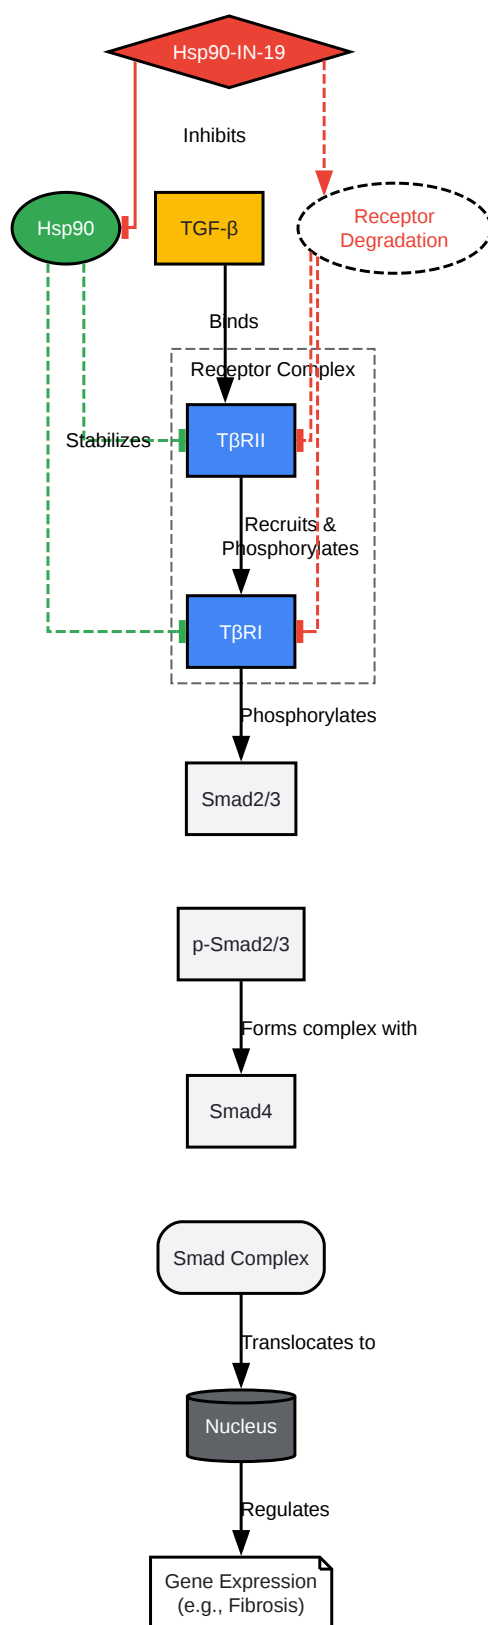 Hsp90-IN-19
Inhibits
Hsp90
TGF-β
Receptor
Degradation
Binds
Receptor Complex
Stabilizes
TβRII
Recruits &
Phosphorylates
TβRI
Phosphorylates
Smad2/3
p-Smad2/3
Forms complex with
Smad4
Smad Complex
Translocates to
Nucleus
Regulates
Gene Expression
(e.g., Fibrosis)